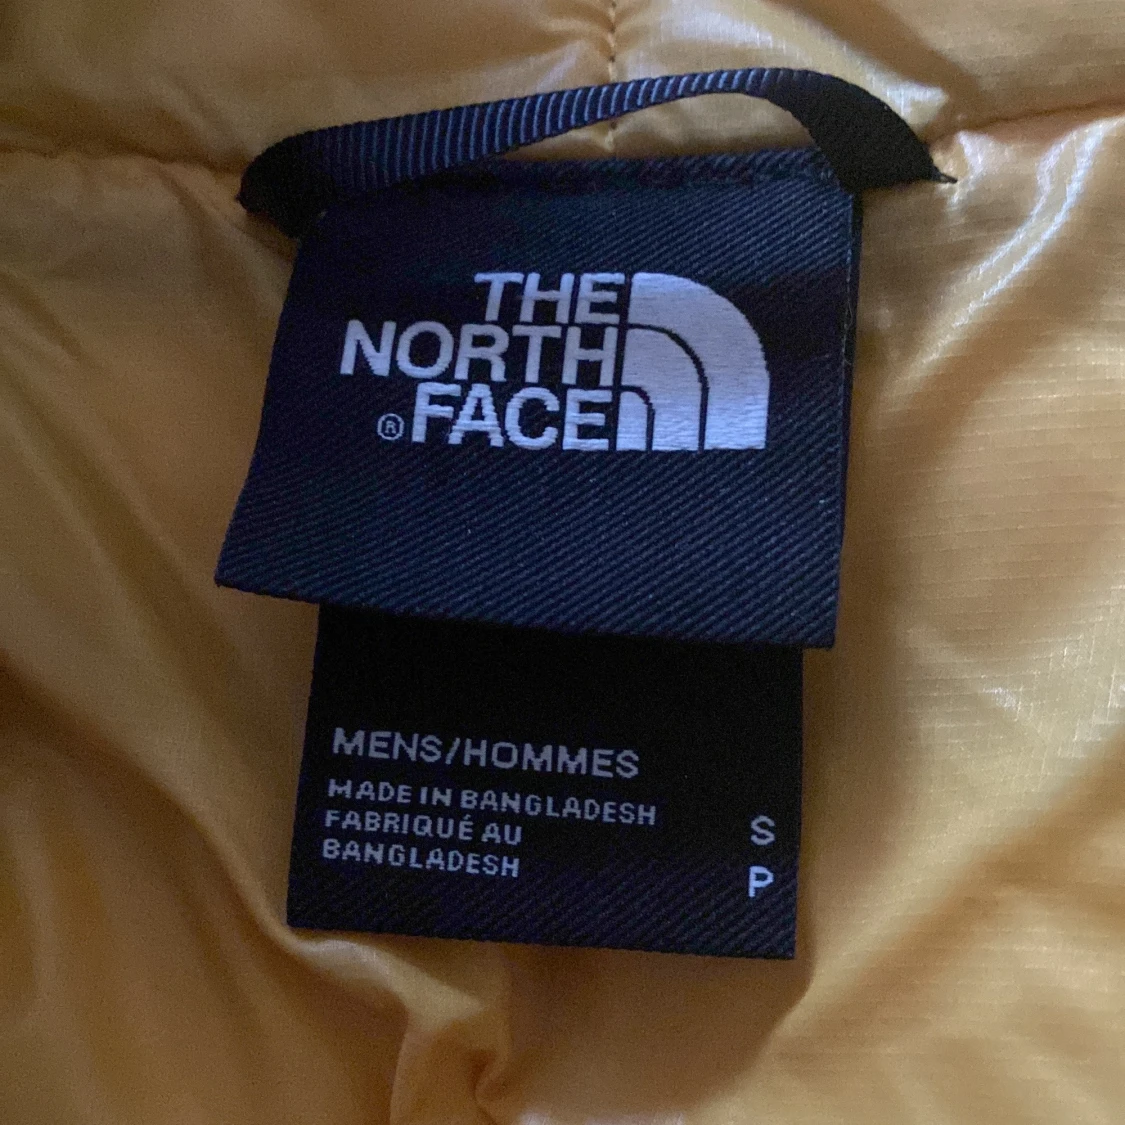 THE
NORTH
®FACE
MENS/HOMMES
MADE IN BANGLADESH
FABRIQUÉ AU
BANGLADESH
S
P